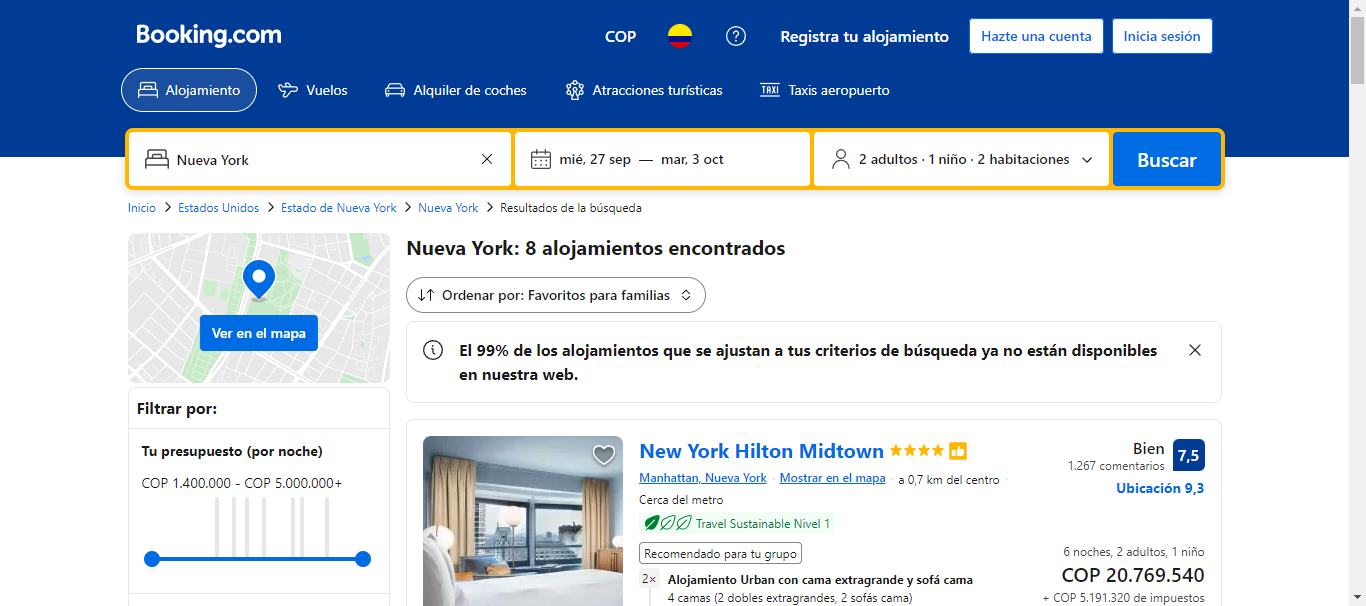 Booking.com
COP
Registra tu alojamiento
Hazte una cuenta
Inicia sesión
Alojamiento
Vuelos
Alquiler de coches
Atracciones turísticas
TAXI Taxis aeropuerto
Nueva York
mié, 27 sep — mar, 3 oct
2 adultos · 1 niño · 2 habitaciones
Buscar
Inicio > Estados Unidos > Estado de Nueva York > Nueva York > Resultados de la búsqueda
Ver en el mapa
Filtrar por:
Tu presupuesto (por noche)
COP 1.400.000 - COP 5.000.000+
Nueva York: 8 alojamientos encontrados
Ordenar por: Favoritos para familias
El 99% de los alojamientos que se ajustan a tus criterios de búsqueda ya no están disponibles
en nuestra web.
New York Hilton Midtown
Manhattan, Nueva York · Mostrar en el mapa · a 0,7 km del centro ·
Cerca del metro
Travel Sustainable Nivel 1
Recomendado para tu grupo
2× Alojamiento Urban con cama extragrande y sofá cama
4 camas (2 dobles extragrandes, 2 sofás cama)
Bien
1.267 comentarios
7,5
Ubicación 9,3
6 noches, 2 adultos, 1 niño
COP 20.769.540
+ COP 5.191.320 de impuestos